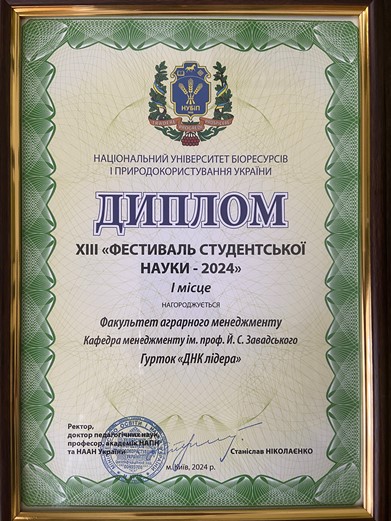 НУБІП
НАЦІОНАЛЬНИЙ УНІВЕРСИТЕТ БІОРЕСУРСІВ
І ПРИРОДОКОРИСТУВАННЯ УКРАЇНИ
ДИПЛОМ
XIII «ФЕСТИВАЛЬ СТУДЕНТСЬКОЇ
НАУКИ - 2024»
І місце
НАГОРОДЖУЄТЬСЯ
Факультет аграрного менеджменту
Кафедра менеджменту ім. проф. Й. С. Завадського
Гурток «ДНК лідера»
Ректор,
доктор педагогічних наук,
професор, академік НАПН
та НААН України
Станіслав НІКОЛАЄНКО
м. Київ, 2024 р.